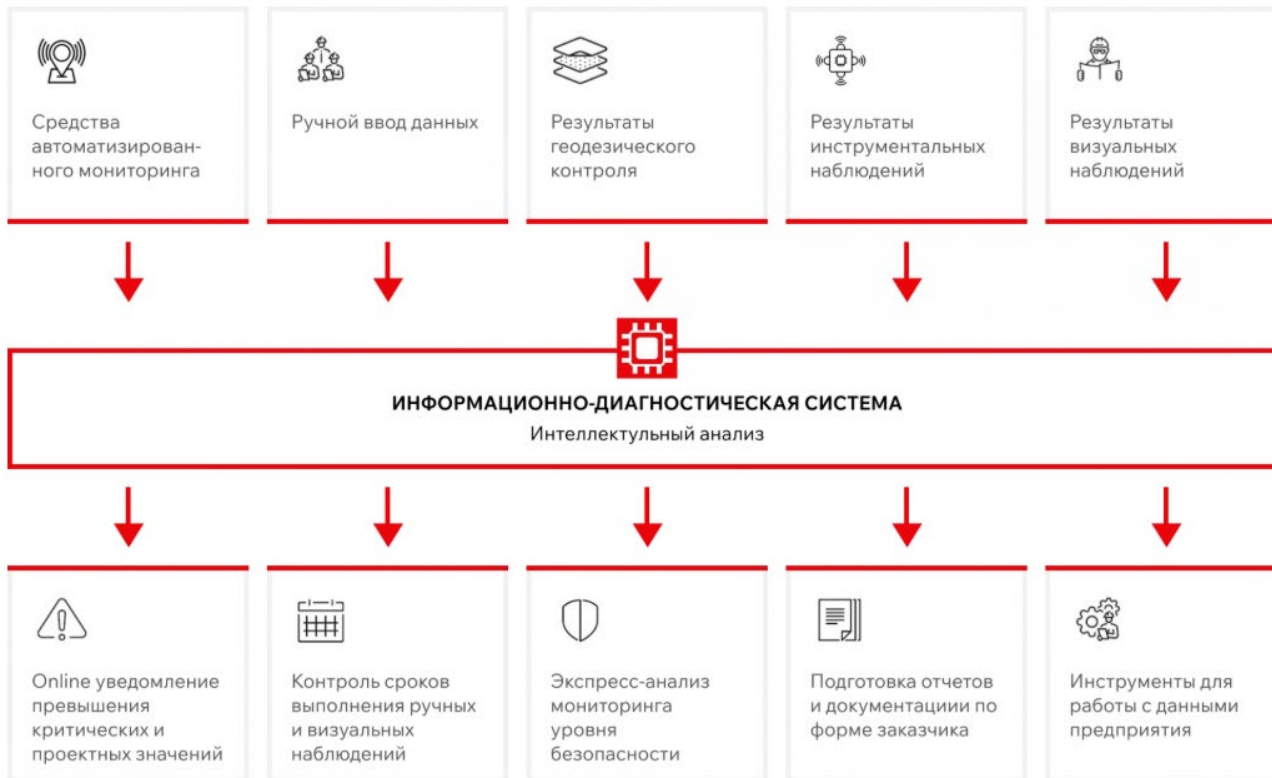 Средства
автоматизирован-
ного мониторинга
Ручной ввод данных
Результаты
геодезического
контроля
Результаты
инструментальных
наблюдений
Результаты
визуальных
наблюдений
ИНФОРМАЦИОННО-ДИАГНОСТИЧЕСКАЯ СИСТЕМА
Интеллектульный анализ
Online уведомление
превышения
критических и
проектных значений
Контроль сроков
выполнения ручных
и визуальных
наблюдений
Экспресс-анализ
мониторинга
уровня
безопасности
Подготовка отчетов
и документациии по
форме заказчика
Инструменты для
работы с данными
предприятия